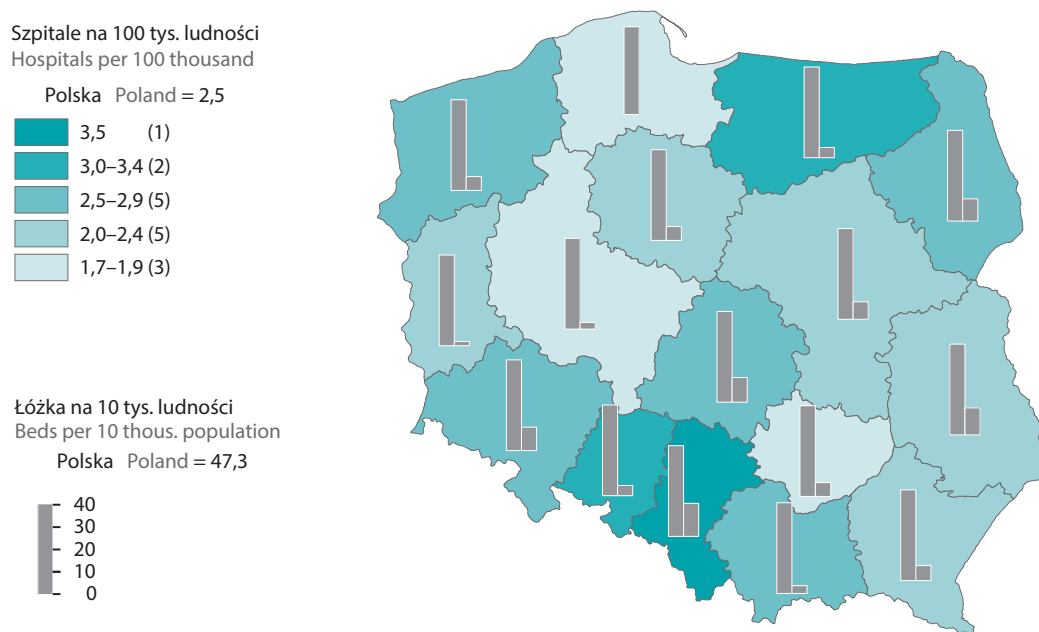 Szpitale na 100 tys. ludności
Hospitals per 100 thousand
Polska Poland = 2,5
3,5 (1)
3,0–3,4 (2)
2,5–2,9 (5)
2,0–2,4 (5)
1,7–1,9 (3)
Łóżka na 10 tys. ludności
Beds per 10 thous. population
Polska Poland = 47,3
40
30
20
10
0